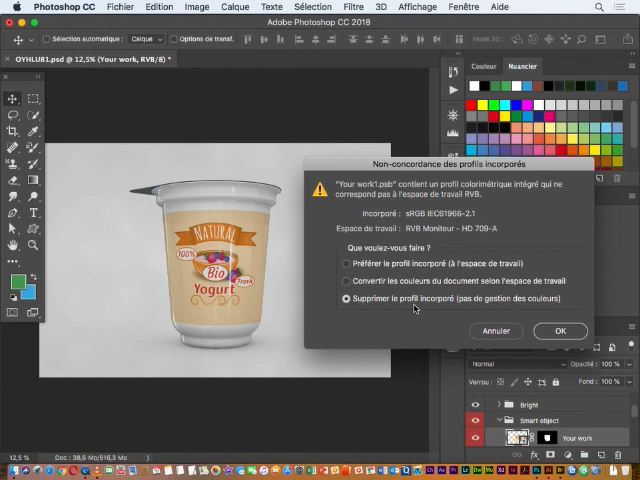 Photoshop CC Fichier Edition Image Calque Texte Sélection Filtre 3D Affichage Fenêtre Aide
Adobe Photoshop CC 2018
Sélection automatique : Calque Options de transf. Mode 3D :
OYHLU81.psd @ 12,5% (Your work, RVB/8) *
Couleur Nuancier
Non-concordance des profils incorporés
"Your work1.psb" contient un profil colorimétrique intégré qui ne
correspond pas à l'espace de travail RVB.
Incorporé : sRGB IEC61966-2.1
Espace de travail : RVB Moniteur - HD 709-A
Que voulez-vous faire ?
Préférer le profil incorporé (à l'espace de travail)
Convertir les couleurs du document selon l'espace de travail
Supprimer le profil incorporé (pas de gestion des couleurs)
Annuler OK
NATURAL
100%
Bio
Fresh
Yogurt
Normal Opacité : 100%
Verrou : Fond : 100%
Bright
Smart object
Your work
12,5 % Doc : 38,6 Mo/516,3 Mo